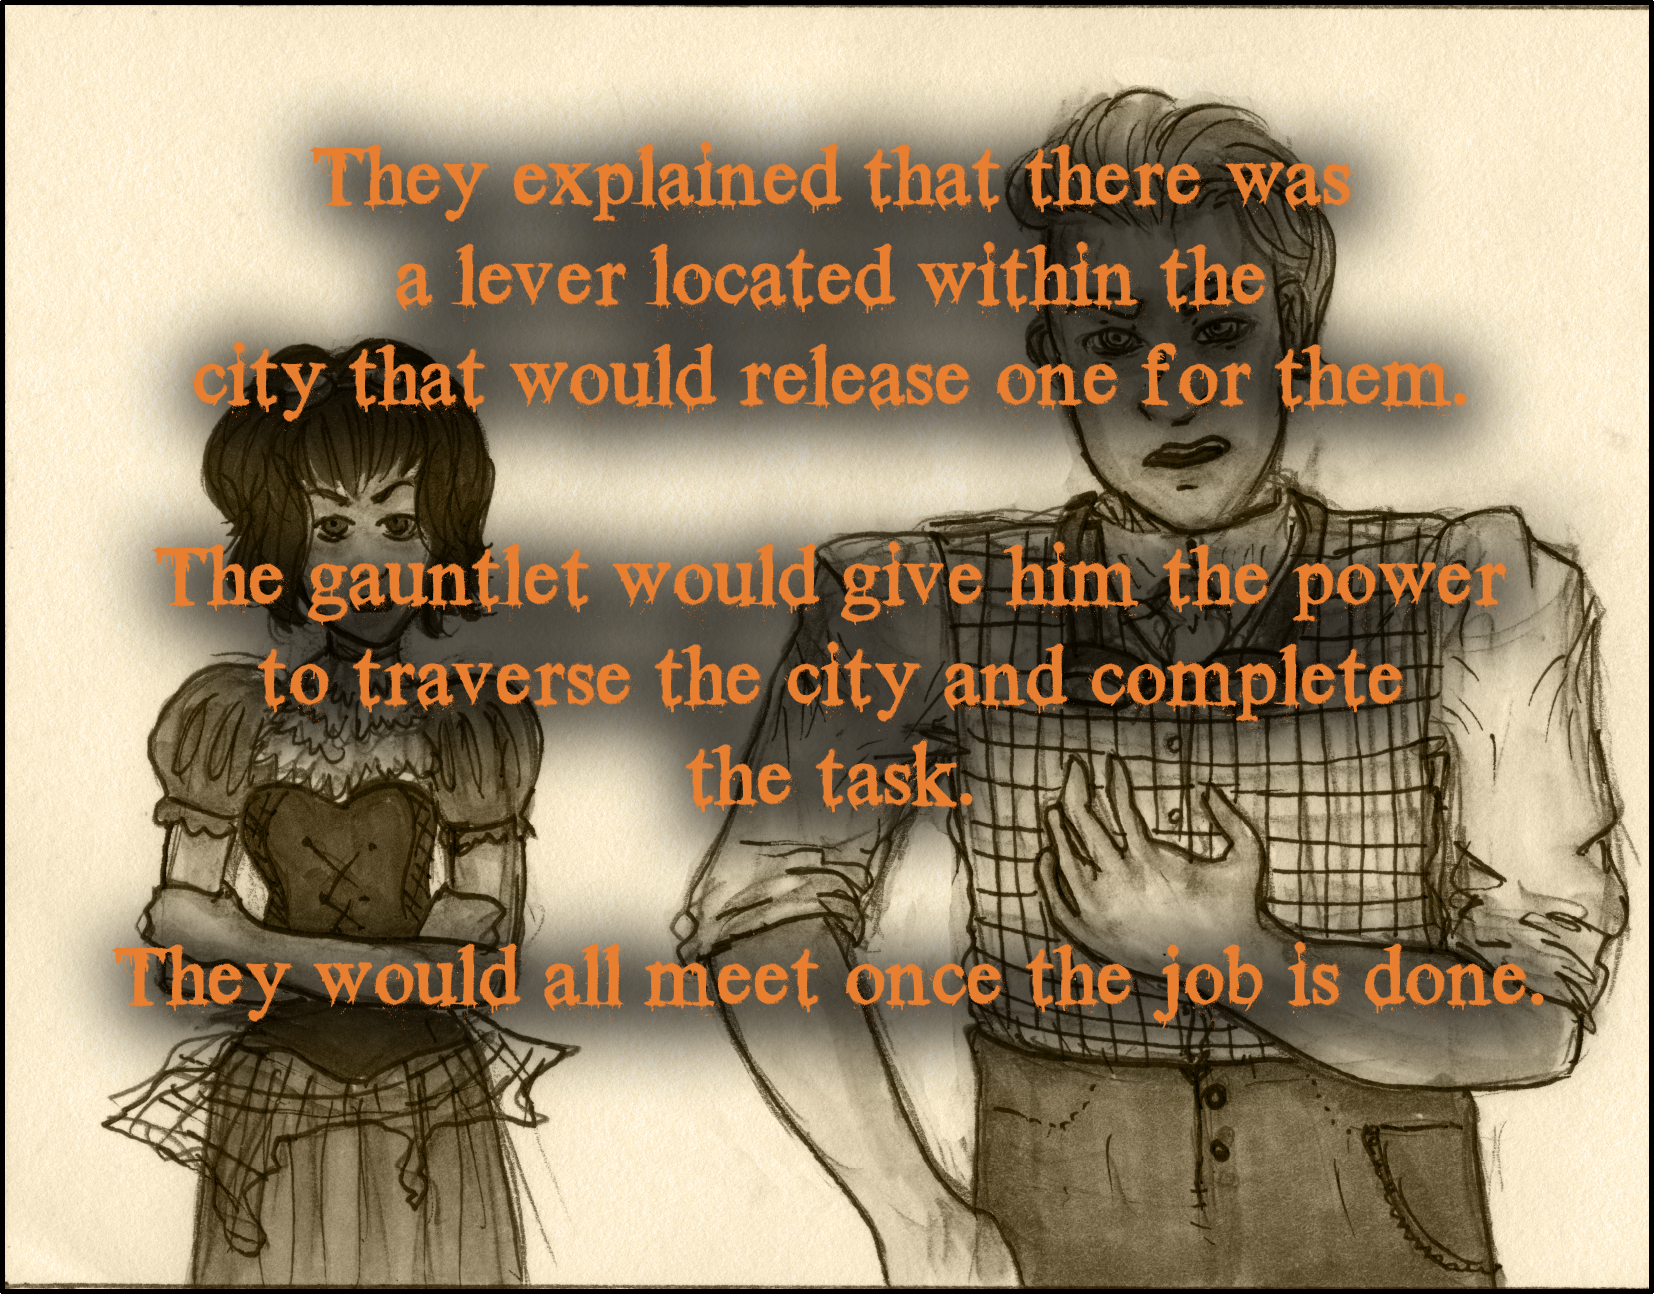 They explained that there was
a lever located within the
city that would release one for them.
The gauntlet would give him the power
to traverse the city and complete
the task.
They would all meet once the job is done.